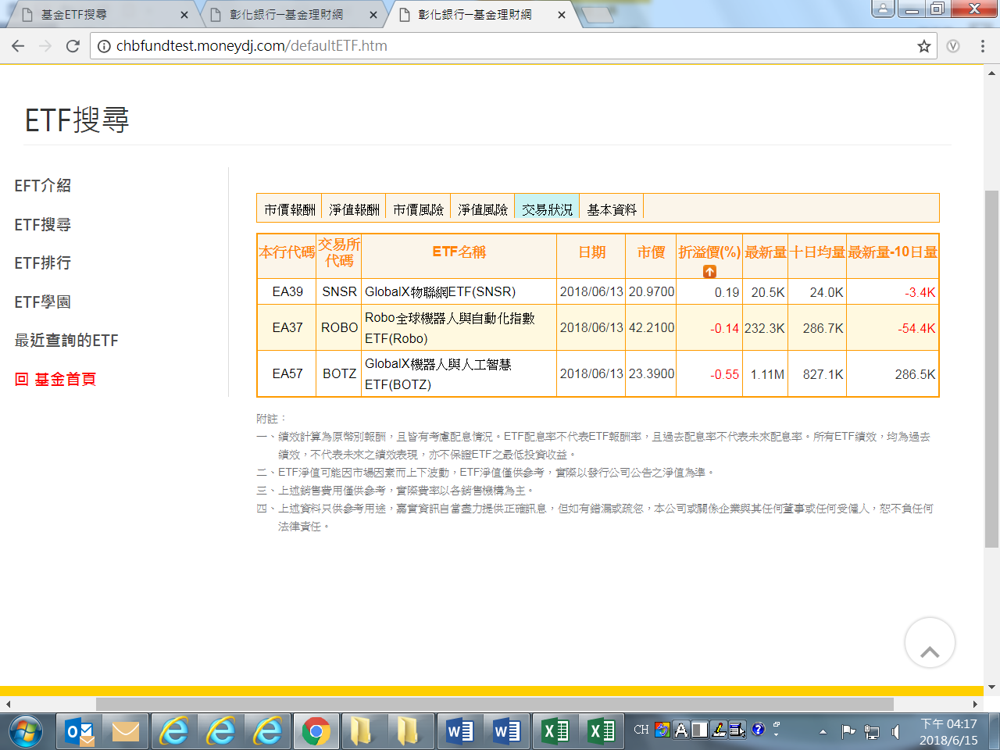 基金ETF搜尋
彰化銀行─基金理財網
彰化銀行─基金理財網
chbfundtest.moneydj.com/defaultETF.htm
ETF搜尋
EFT介紹
ETF搜尋
ETF排行
ETF學園
最近查詢的ETF
回 基金首頁
市價報酬 淨值報酬 市價風險 淨值風險 交易狀況 基本資料
本行代碼 交易所代碼 ETF名稱 日期 市價 折溢價(%) 最新量 十日均量 最新量-10日量
EA39 SNSR GlobalX物聯網ETF(SNSR) 2018/06/13 20.9700 0.19 20.5K 24.0K -3.4K
EA37 ROBO Robo全球機器人與自動化指數ETF(Robo) 2018/06/13 42.2100 -0.14 232.3K 286.7K -54.4K
EA57 BOTZ GlobalX機器人與人工智慧ETF(BOTZ) 2018/06/13 23.3900 -0.55 1.11M 827.1K 286.5K
附註：
一、績效計算為原幣別報酬，且皆有考慮配息情況。ETF配息率不代表ETF報酬率，且過去配息率不代表未來配息率。所有ETF績效，均為過去
績效，不代表未來之績效表現，亦不保證ETF之最低投資收益。
二、ETF淨值可能因市場因素而上下波動，ETF淨值僅供參考，實際以發行公司公告之淨值為準。
三、上述銷售費用僅供參考，實際費率以各銷售機構為主。
四、上述資料只供參考用途，嘉實資訊自當盡力提供正確訊息，但如有錯漏或疏忽，本公司或關係企業與其任何董事或任何受僱人，恕不負任何
法律責任。
CH
下午 04:17
2018/6/15